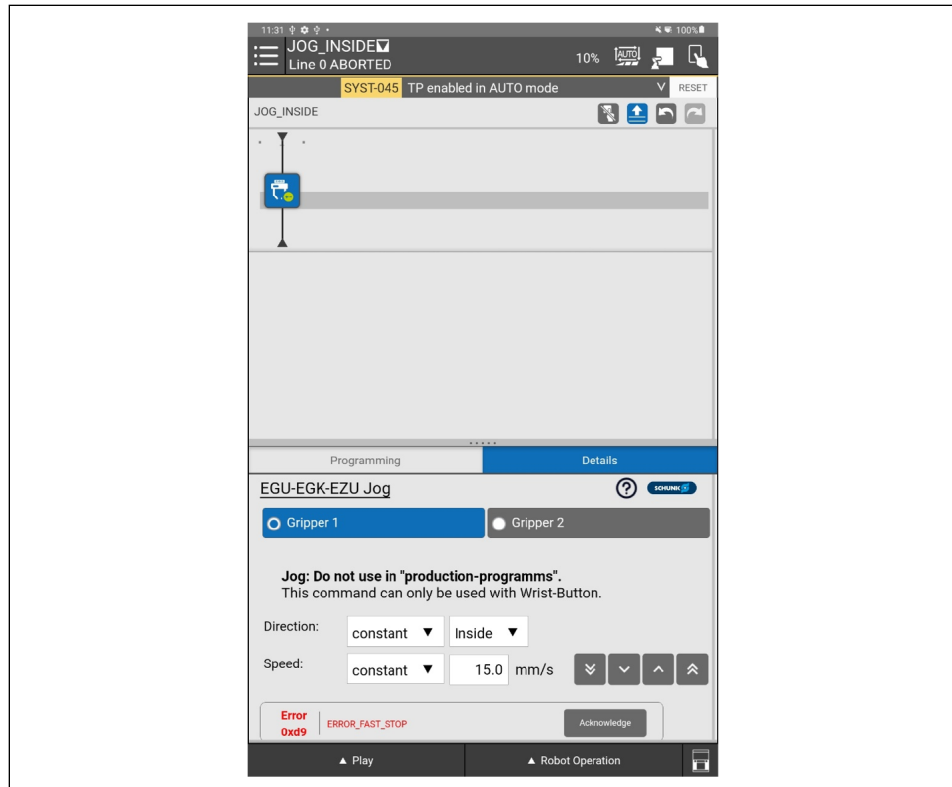 11:31 100%
JOG_INSIDE
Line 0 ABORTED
10% AUTO
SYST-045 TP enabled in AUTO mode RESET
JOG_INSIDE
Programming Details
EGU-EGK-EZU Jog ? SCHUNK
Gripper 1 Gripper 2
Jog: Do not use in "production-programms".
This command can only be used with Wrist-Button.
Direction: constant ▼ Inside ▼
Speed: constant ▼ 15.0 mm/s
Error
0xd9 ERROR_FAST_STOP Acknowledge
▲ Play ▲ Robot Operation